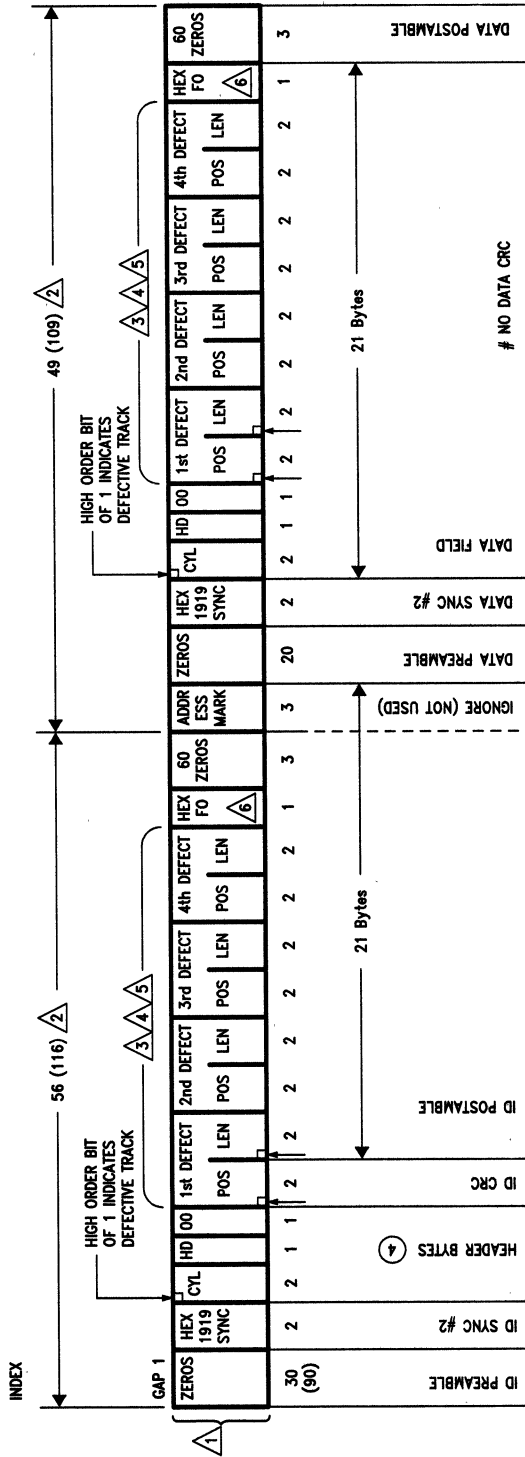 INDEX
56 (116) 2
49 (109) 2
HIGH ORDER BIT
OF 1 INDICATES
DEFECTIVE TRACK
3 4 5
HIGH ORDER BIT
OF 1 INDICATES
DEFECTIVE TRACK
3 4 5
GAP 1
1
ZEROS
HEX
1919
SYNC
CYL
HD
00
1st DEFECT
POS
LEN
2nd DEFECT
POS
LEN
3rd DEFECT
POS
LEN
4th DEFECT
POS
LEN
HEX
F0
6
60
ZEROS
ADDR
ESS
MARK
ZEROS
HEX
1919
SYNC
CYL
HD
00
1st DEFECT
POS
LEN
2nd DEFECT
POS
LEN
3rd DEFECT
POS
LEN
4th DEFECT
POS
LEN
HEX
F0
6
60
ZEROS
30
(90)
2
2
1
1
2
2
2
2
2
2
2
2
1
3
3
20
2
2
1
1
2
2
2
2
2
2
2
2
1
3
21 Bytes
21 Bytes
ID PREAMBLE
ID SYNC #2
HEADER BYTES 4
ID CRC
ID POSTAMBLE
IGNORE (NOT USED)
DATA PREAMBLE
DATA SYNC #2
DATA FIELD
# NO DATA CRC
DATA POSTAMBLE